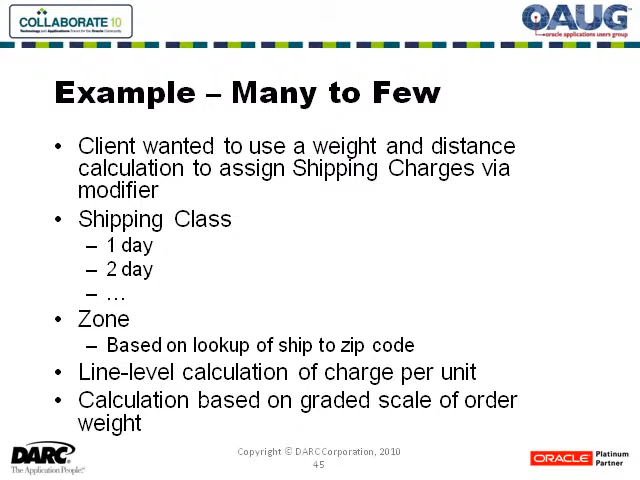 COLLABORATE 10
Technology and Applications Forum for the Oracle Community
OAUG
oracle applications users group
Example – Many to Few
• Client wanted to use a weight and distance
calculation to assign Shipping Charges via
modifier
• Shipping Class
– 1 day
– 2 day
– …
• Zone
– Based on lookup of ship to zip code
• Line-level calculation of charge per unit
• Calculation based on graded scale of order
weight
DARC
The Application People.
Copyright © DARC Corporation, 2010
45
ORACLE
Platinum
Partner